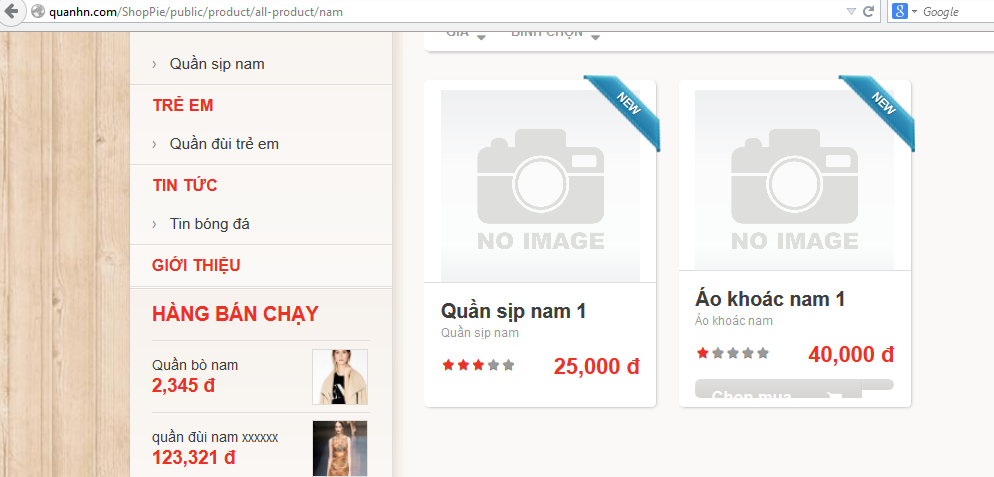 quanhn.com/ShopPie/public/product/all-product/nam
Google
GIÁ
BÌNH CHỌN
› Quần sịp nam
TRẺ EM
› Quần đùi trẻ em
TIN TỨC
› Tin bóng đá
GIỚI THIỆU
HÀNG BÁN CHẠY
Quần bò nam
2,345 đ
quần đùi nam xxxxxx
123,321 đ
NEW
NO IMAGE
Quần sịp nam 1
Quần sịp nam
25,000 đ
NEW
NO IMAGE
Áo khoác nam 1
Áo khoác nam
40,000 đ
Chọn mua